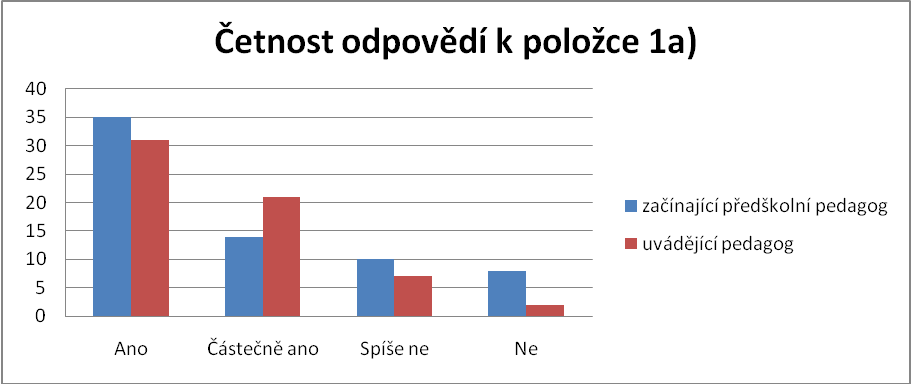 Četnost odpovědí k položce 1a)
40
35
30
25
20
15
10
5
0
Ano Částečně ano Spíše ne Ne
začínající předškolní pedagog
uvádějící pedagog